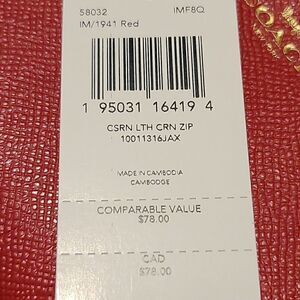 58032 IMF8Q
IM/1941 Red
1 95031 16419 4
CSRN LTH CRN ZIP
10011316JAX
MADE IN CAMBODIA
CAMBODGE
COMPARABLE VALUE
$78.00
CAD
$78.00